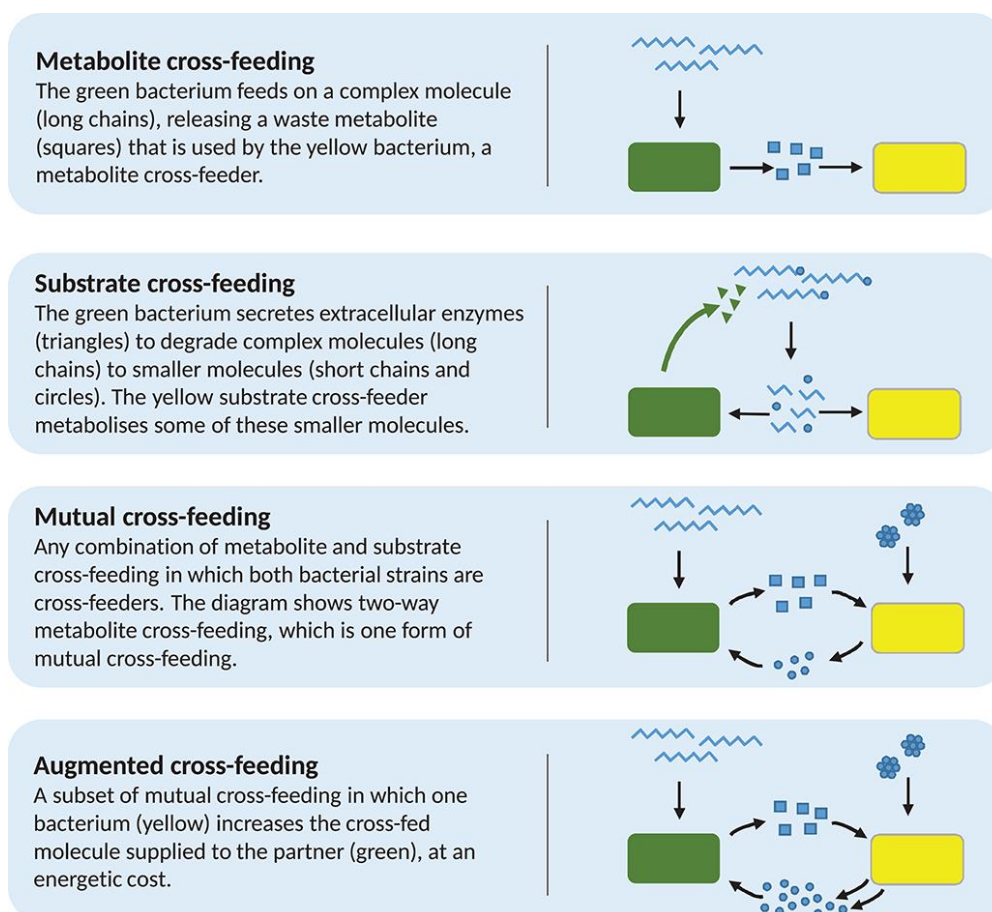 Metabolite cross-feeding
The green bacterium feeds on a complex molecule
(long chains), releasing a waste metabolite
(squares) that is used by the yellow bacterium, a
metabolite cross-feeder.
Substrate cross-feeding
The green bacterium secretes extracellular enzymes
(triangles) to degrade complex molecules (long
chains) to smaller molecules (short chains and
circles). The yellow substrate cross-feeder
metabolises some of these smaller molecules.
Mutual cross-feeding
Any combination of metabolite and substrate
cross-feeding in which both bacterial strains are
cross-feeders. The diagram shows two-way
metabolite cross-feeding, which is one form of
mutual cross-feeding.
Augmented cross-feeding
A subset of mutual cross-feeding in which one
bacterium (yellow) increases the cross-fed
molecule supplied to the partner (green), at an
energetic cost.